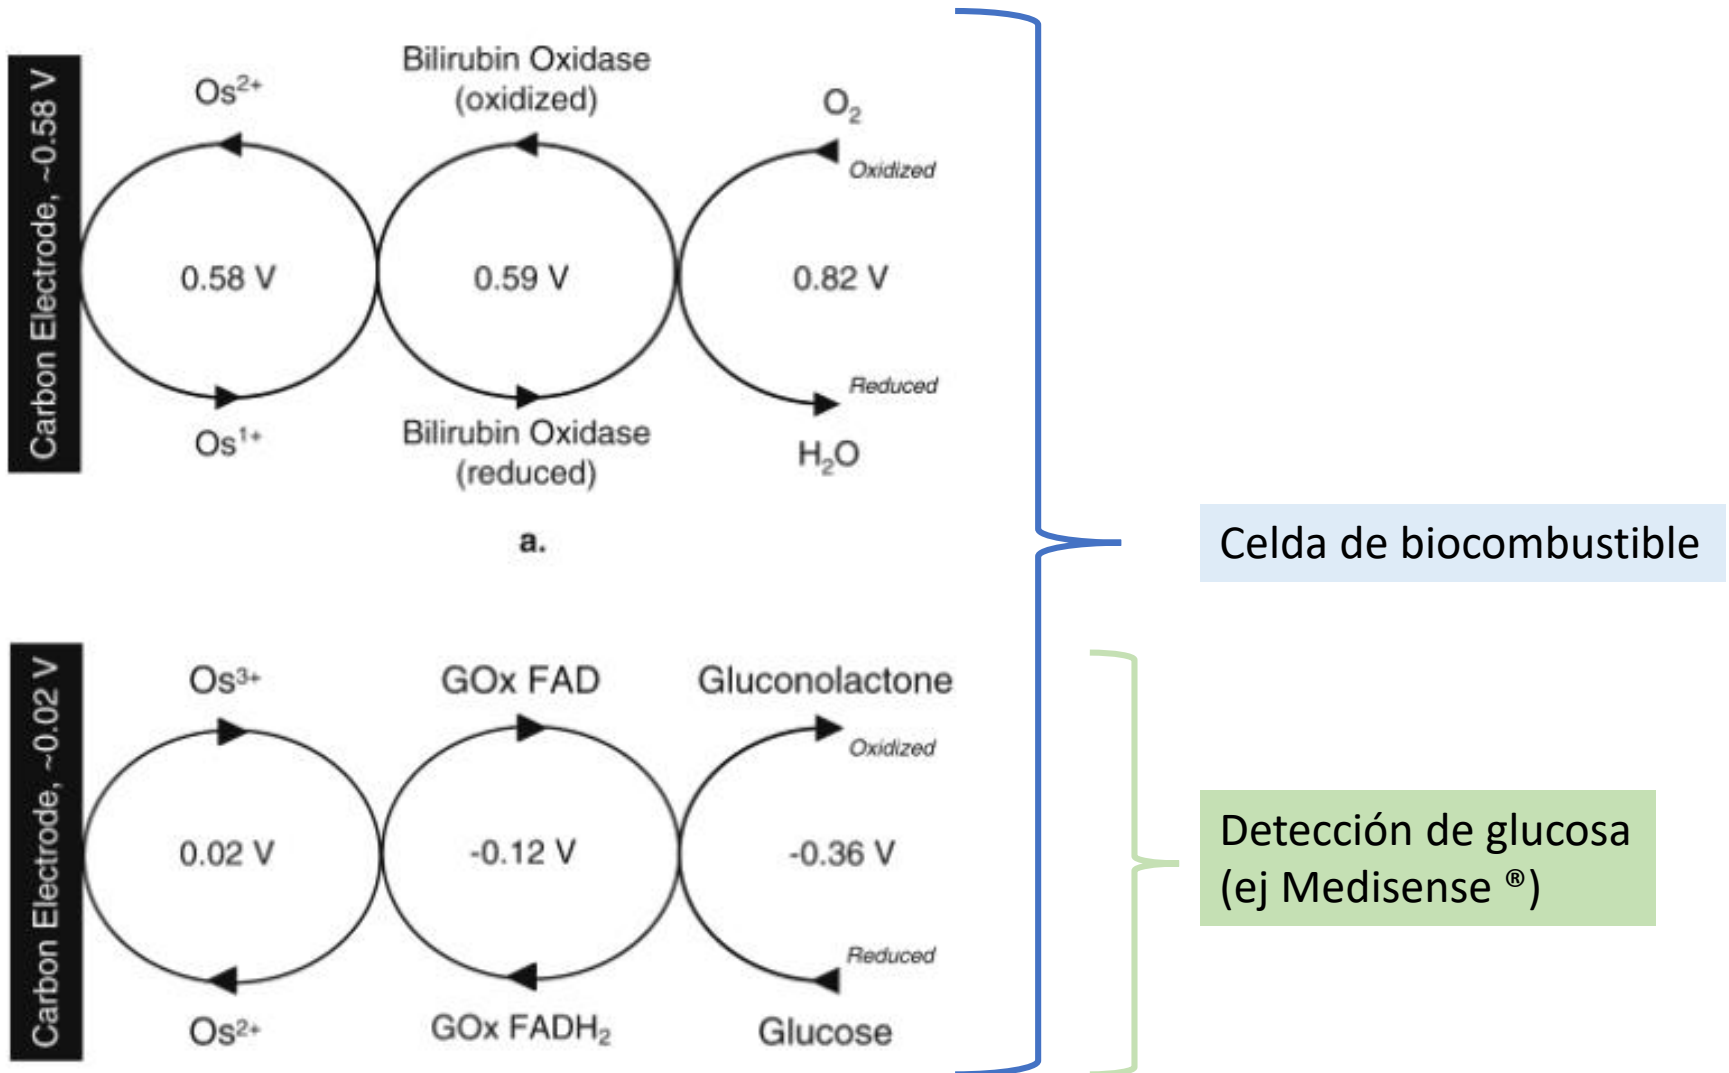 Carbon Electrode, ~0.58 V
Os²⁺
Bilirubin Oxidase
(oxidized)
O₂
Oxidized
0.58 V
0.59 V
0.82 V
Reduced
Os¹⁺
Bilirubin Oxidase
(reduced)
H₂O
a.
Celda de biocombustible
Carbon Electrode, ~0.02 V
Os³⁺
GOx FAD
Gluconolactone
Oxidized
0.02 V
-0.12 V
-0.36 V
Reduced
Os²⁺
GOx FADH₂
Glucose
Detección de glucosa
(ej Medisense ®)